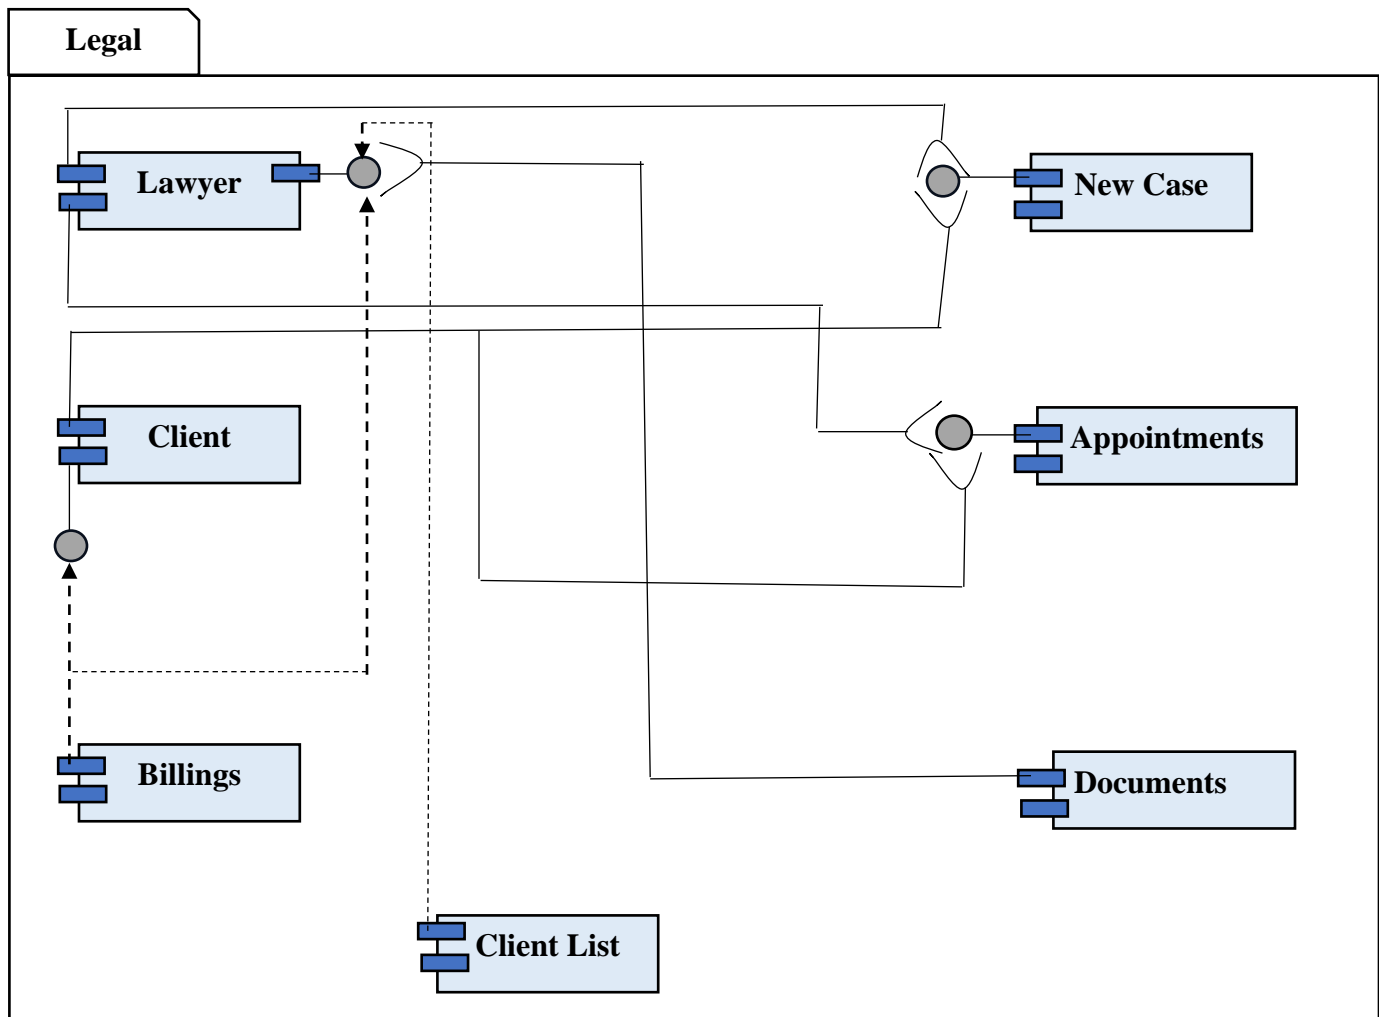 Legal
Lawyer
New Case
Client
Appointments
Billings
Documents
Client List